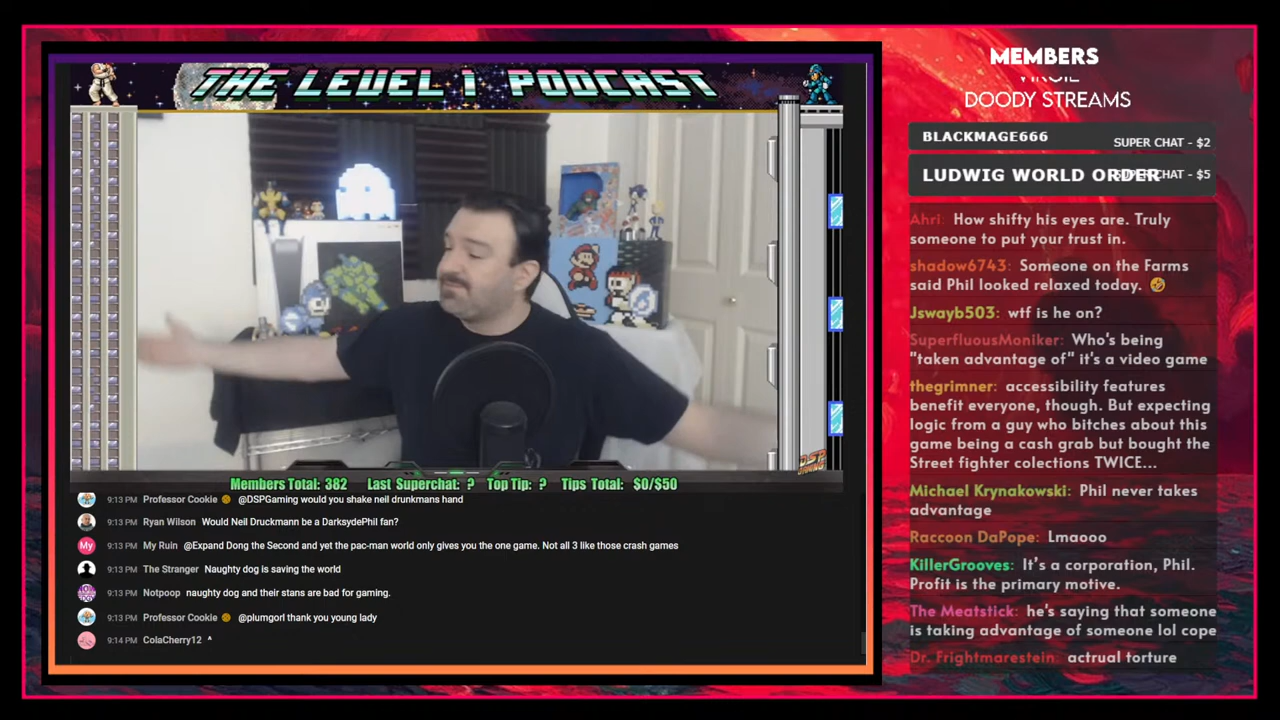 THE LEVEL 1 PODCAST
DSP GAMING
Members Total: 382 Last Superchat: ? Top Tip: ? Tips Total: $0/$50
9:13 PM Professor Cookie @DSPGaming would you shake neil drunkmans hand
9:13 PM Ryan Wilson Would Neil Druckmann be a DarksydePhil fan?
My 9:13 PM My Ruin @Expand Dong the Second and yet the pac-man world only gives you the one game. Not all 3 like those crash games
9:13 PM The Stranger Naughty dog is saving the world
9:13 PM Notpoop naughty dog and their stans are bad for gaming.
9:13 PM Professor Cookie @plumgorl thank you young lady
9:14 PM ColaCherry12 ^
MEMBERS
VIRGIL
DOODY STREAMS
BLACKMAGE666 SUPER CHAT - $2
LUDWIG WORLD ORDER SUPER CHAT - $5
Ahri: How shifty his eyes are. Truly
someone to put your trust in.
shadow6743: Someone on the Farms
said Phil looked relaxed today. 🤣
Jswayb503: wtf is he on?
SuperfluousMoniker: Who's being
"taken advantage of" it's a video game
thegrimner: accessibility features
benefit everyone, though. But expecting
logic from a guy who bitches about this
game being a cash grab but bought the
Street fighter colections TWICE...
Michael Krynakowski: Phil never takes
advantage
Raccoon DaPope: Lmaooo
KillerGrooves: It's a corporation, Phil.
Profit is the primary motive.
The Meatstick: he's saying that someone
is taking advantage of someone lol cope
Dr. Frightmarestein: actrual torture